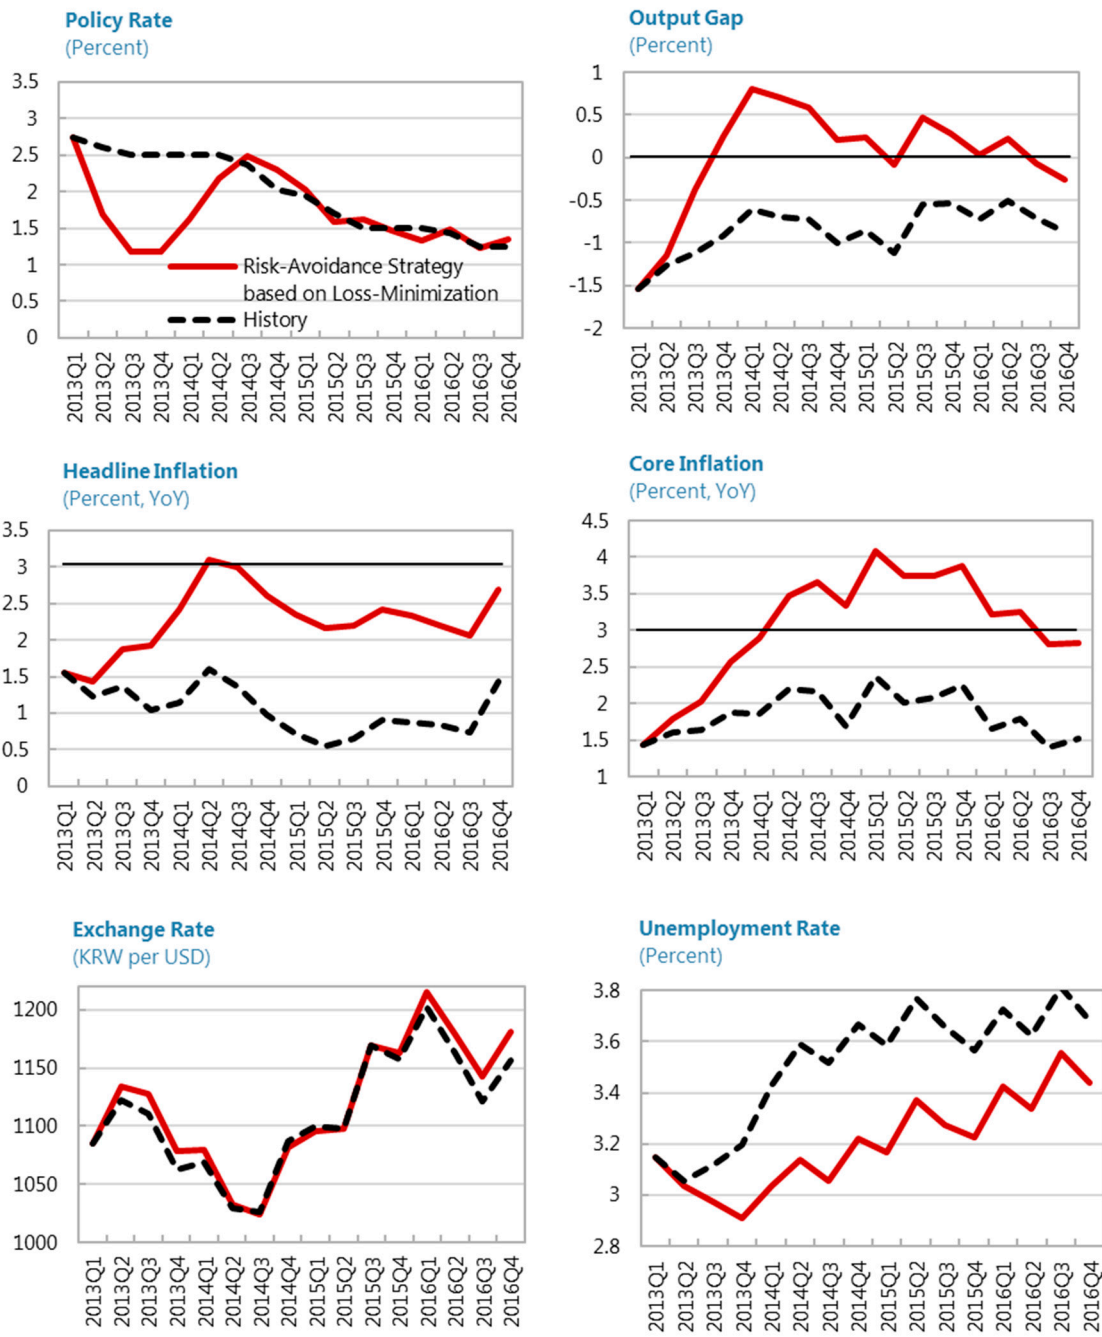 Policy Rate
(Percent)
3.5
3
2.5
2
1.5
1
0.5
0
Risk-Avoidance Strategy
based on Loss-Minimization
History
2013Q1
2013Q2
2013Q3
2013Q4
2014Q1
2014Q2
2014Q3
2014Q4
2015Q1
2015Q2
2015Q3
2015Q4
2016Q1
2016Q2
2016Q3
2016Q4
Output Gap
(Percent)
1
0.5
0
-0.5
-1
-1.5
-2
2013Q1
2013Q2
2013Q3
2013Q4
2014Q1
2014Q2
2014Q3
2014Q4
2015Q1
2015Q2
2015Q3
2015Q4
2016Q1
2016Q2
2016Q3
2016Q4
Headline Inflation
(Percent, YoY)
3.5
3
2.5
2
1.5
1
0.5
0
2013Q1
2013Q2
2013Q3
2013Q4
2014Q1
2014Q2
2014Q3
2014Q4
2015Q1
2015Q2
2015Q3
2015Q4
2016Q1
2016Q2
2016Q3
2016Q4
Core Inflation
(Percent, YoY)
4.5
4
3.5
3
2.5
2
1.5
1
2013Q1
2013Q2
2013Q3
2013Q4
2014Q1
2014Q2
2014Q3
2014Q4
2015Q1
2015Q2
2015Q3
2015Q4
2016Q1
2016Q2
2016Q3
2016Q4
Exchange Rate
(KRW per USD)
1200
1150
1100
1050
1000
2013Q1
2013Q2
2013Q3
2013Q4
2014Q1
2014Q2
2014Q3
2014Q4
2015Q1
2015Q2
2015Q3
2015Q4
2016Q1
2016Q2
2016Q3
2016Q4
Unemployment Rate
(Percent)
3.8
3.6
3.4
3.2
3
2.8
2013Q1
2013Q2
2013Q3
2013Q4
2014Q1
2014Q2
2014Q3
2014Q4
2015Q1
2015Q2
2015Q3
2015Q4
2016Q1
2016Q2
2016Q3
2016Q4